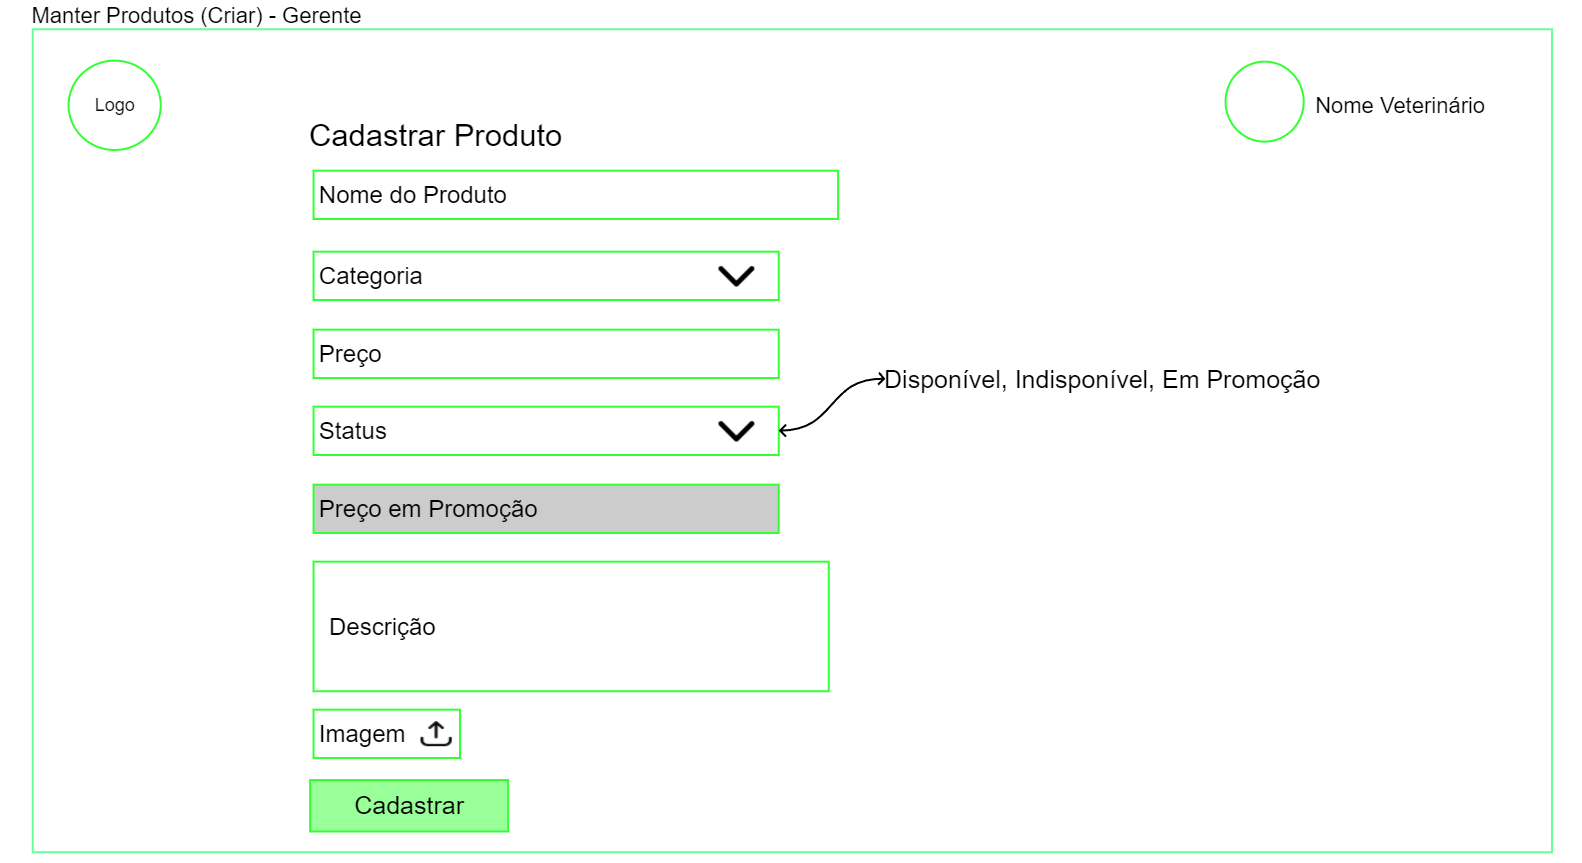 Manter Produtos (Criar) - Gerente
Logo
Nome Veterinário
Cadastrar Produto
Nome do Produto
Categoria
Preço
Disponível, Indisponível, Em Promoção
Status
Preço em Promoção
Descrição
Imagem
Cadastrar